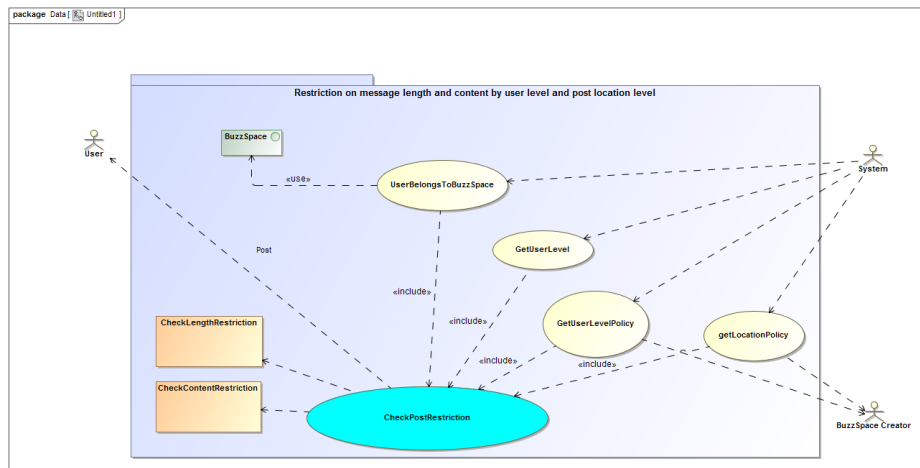 package Data [ Untitled1 ]
Restriction on message length and content by user level and post location level
BuzzSpace
User
«use»
UserBelongsToBuzzSpace
System
Post
GetUserLevel
«include»
CheckLengthRestriction
«include»
GetUserLevelPolicy
getLocationPolicy
«include»
«include»
CheckContentRestriction
CheckPostRestriction
BuzzSpace Creator